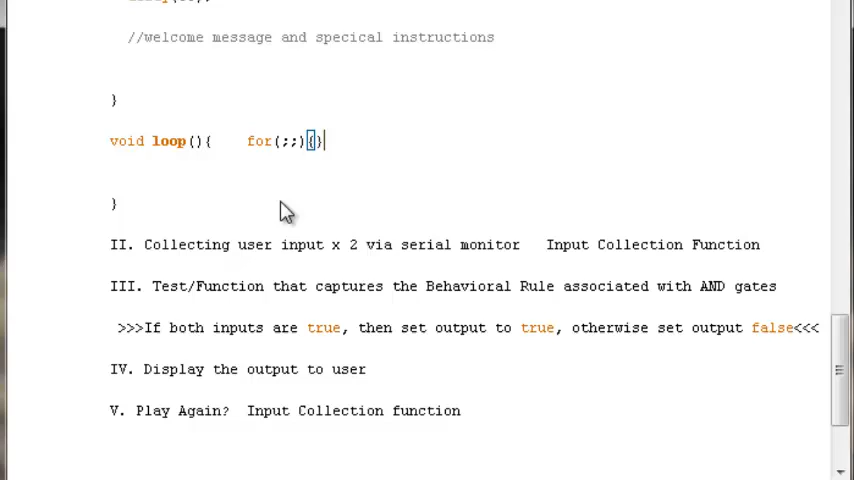 //welcome message and specical instructions
}
void loop(){ for(;;){}
}
II. Collecting user input x 2 via serial monitor Input Collection Function
III. Test/Function that captures the Behavioral Rule associated with AND gates
>>>If both inputs are true, then set output to true, otherwise set output false<<<
IV. Display the output to user
V. Play Again? Input Collection function